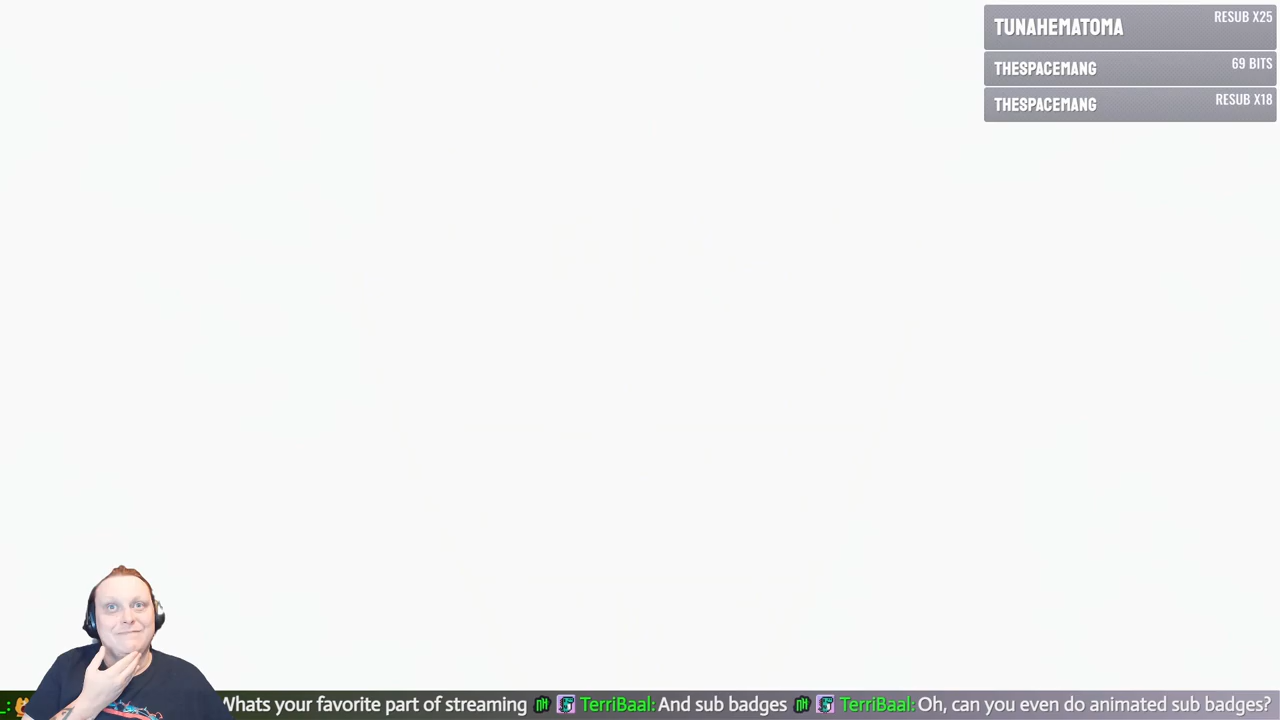 TUNAHEMATOMA RESUB X25
THESPACEMANG 69 BITS
THESPACEMANG RESUB X18
_: Whats your favorite part of streaming TerriBaal: And sub badges TerriBaal: Oh, can you even do animated sub badges?